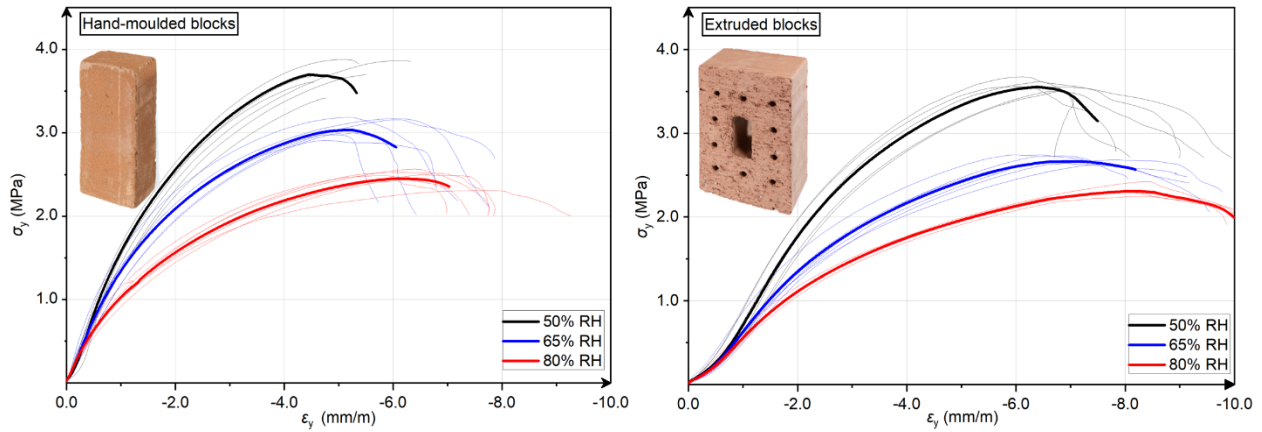 Hand-moulded blocks
4.0
3.0
2.0
1.0
σy (MPa)
50% RH
65% RH
80% RH
0.0 -2.0 -4.0 -6.0 -8.0 -10.0
εy (mm/m)
Extruded blocks
4.0
3.0
2.0
1.0
σy (MPa)
50% RH
65% RH
80% RH
0.0 -2.0 -4.0 -6.0 -8.0 -10.0
εy (mm/m)